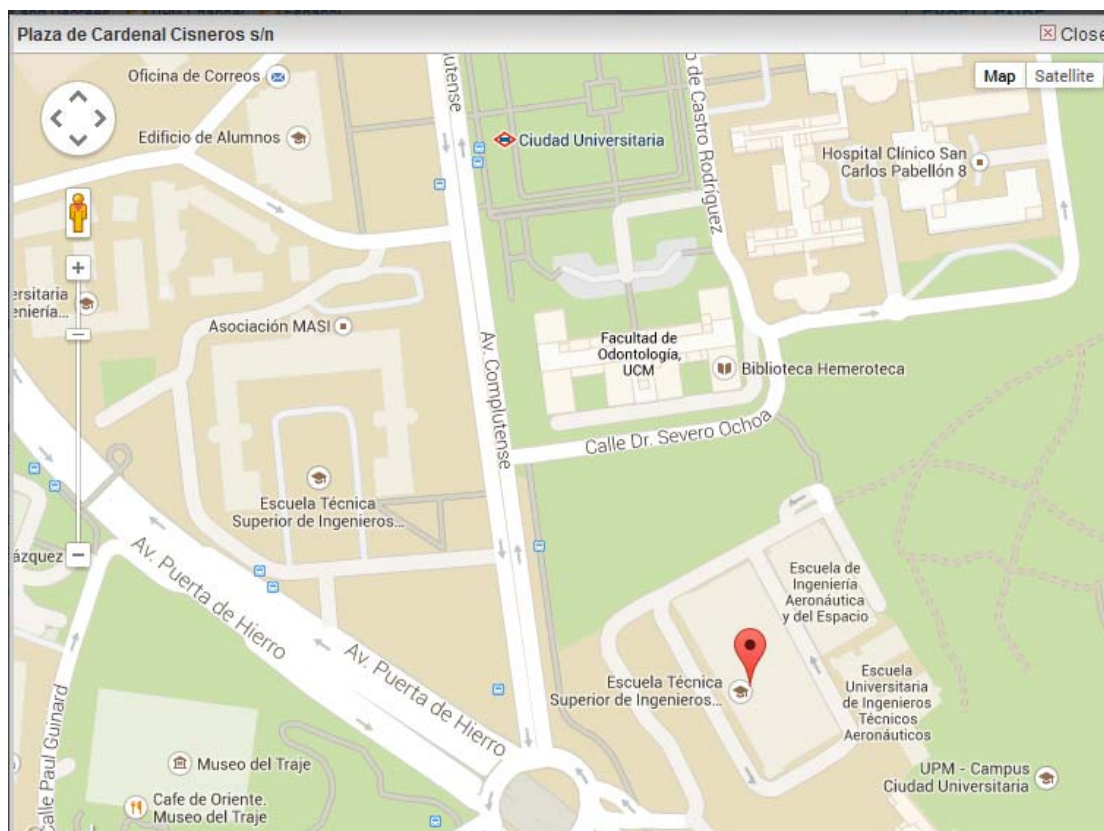 Plaza de Cardenal Cisneros s/n
Close
Map
Satellite
Oficina de Correos
Edificio de Alumnos
Ciudad Universitaria
Hospital Clínico San
Carlos Pabellón 8
de Castro Rodríguez
Asociación MASI
Facultad de
Odontología,
UCM
Biblioteca Hemeroteca
Av. Complutense
Calle Dr. Severo Ochoa
Escuela Técnica
Superior de Ingenieros...
Av. Puerta de Hierro
Av. Puerta de Hierro
Escuela de
Ingeniería
Aeronáutica
y del Espacio
Escuela Técnica
Superior de Ingenieros...
Escuela
Universitaria
de Ingenieros
Técnicos
Aeronáuticos
Calle Paul Guinard
Museo del Traje
Cafe de Oriente.
Museo del Traje
UPM - Campus
Ciudad Universitaria